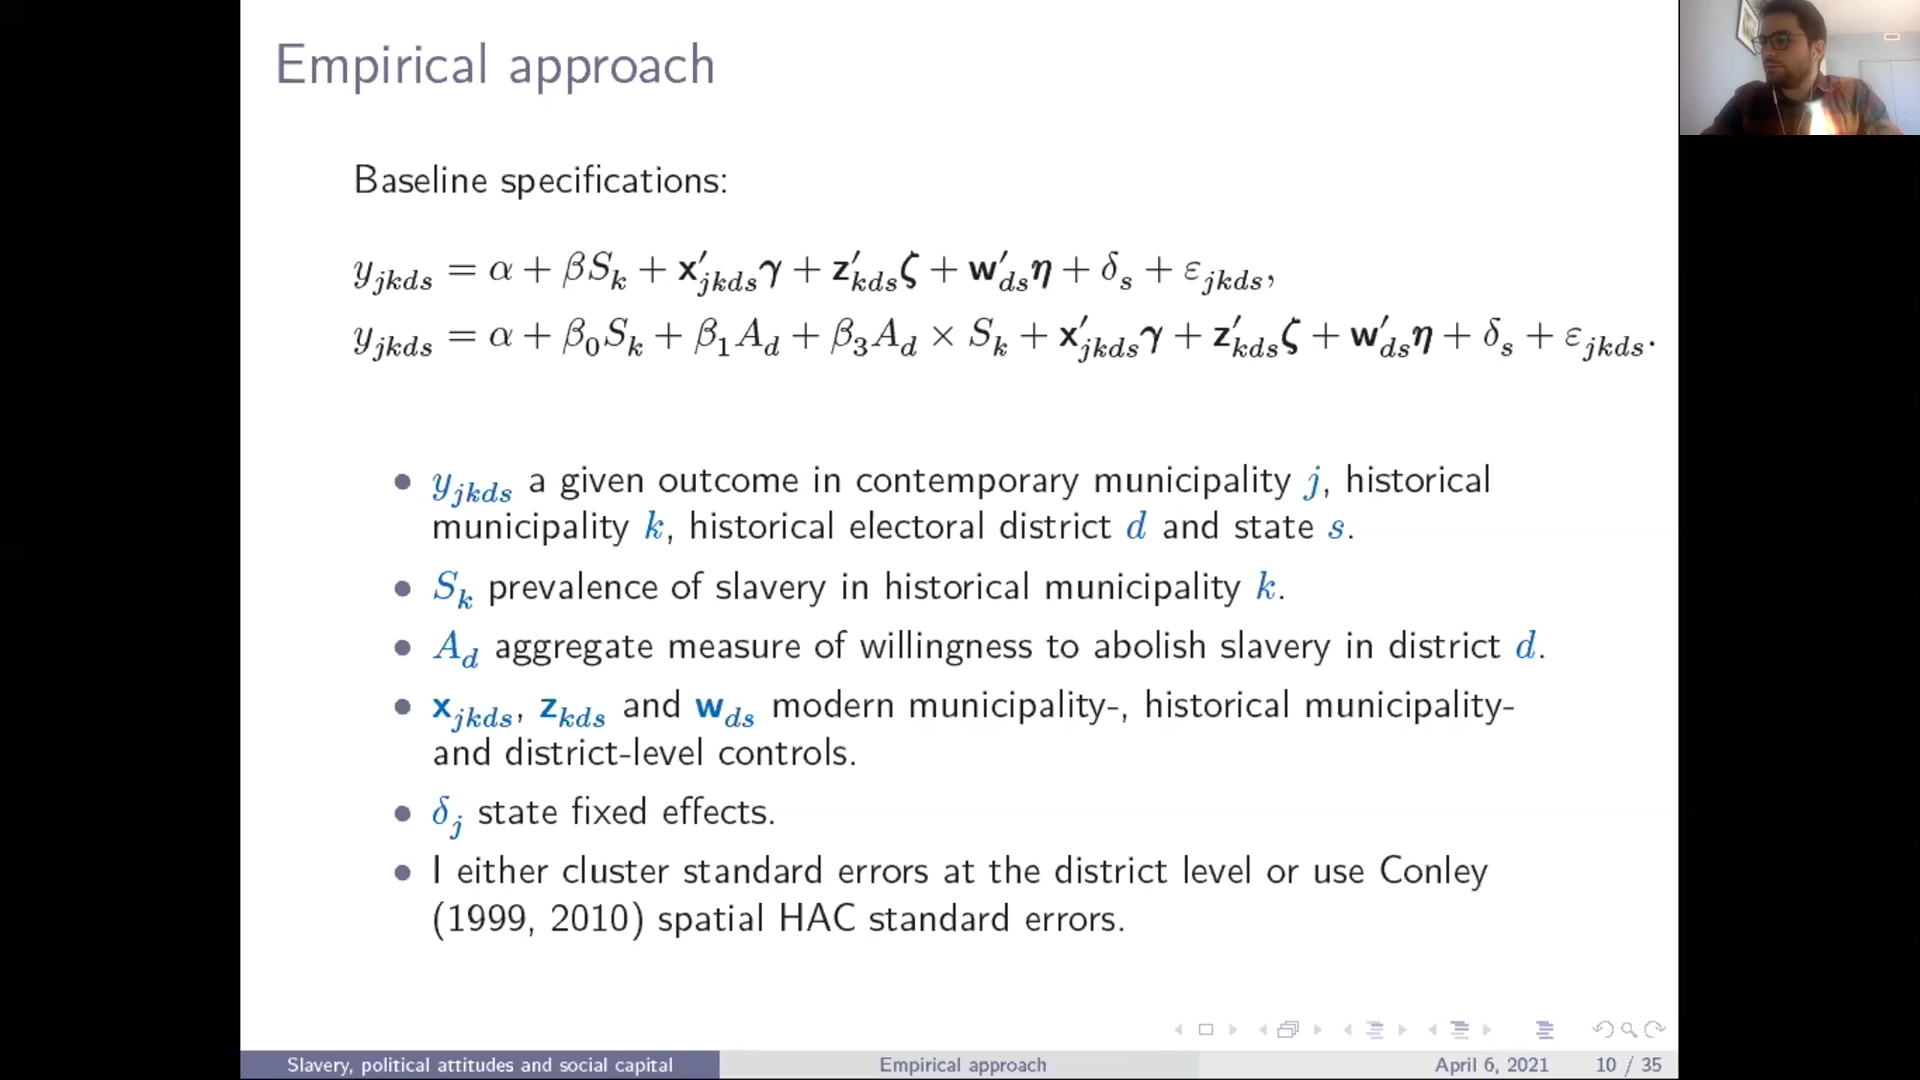 Empirical approach
Baseline specifications:
y_{jkds} = α + βS_k + x′_{jkds}γ + z′_{kds}ζ + w′_{ds}η + δ_s + ε_{jkds},
y_{jkds} = α + β_0S_k + β_1A_d + β_3A_d × S_k + x′_{jkds}γ + z′_{kds}ζ + w′_{ds}η + δ_s + ε_{jkds}.
• y_{jkds} a given outcome in contemporary municipality j, historical
municipality k, historical electoral district d and state s.
• S_k prevalence of slavery in historical municipality k.
• A_d aggregate measure of willingness to abolish slavery in district d.
• x_{jkds}, z_{kds} and w_{ds} modern municipality-, historical municipality-
and district-level controls.
• δ_j state fixed effects.
• I either cluster standard errors at the district level or use Conley
(1999, 2010) spatial HAC standard errors.
Slavery, political attitudes and social capital Empirical approach April 6, 2021 10 / 35